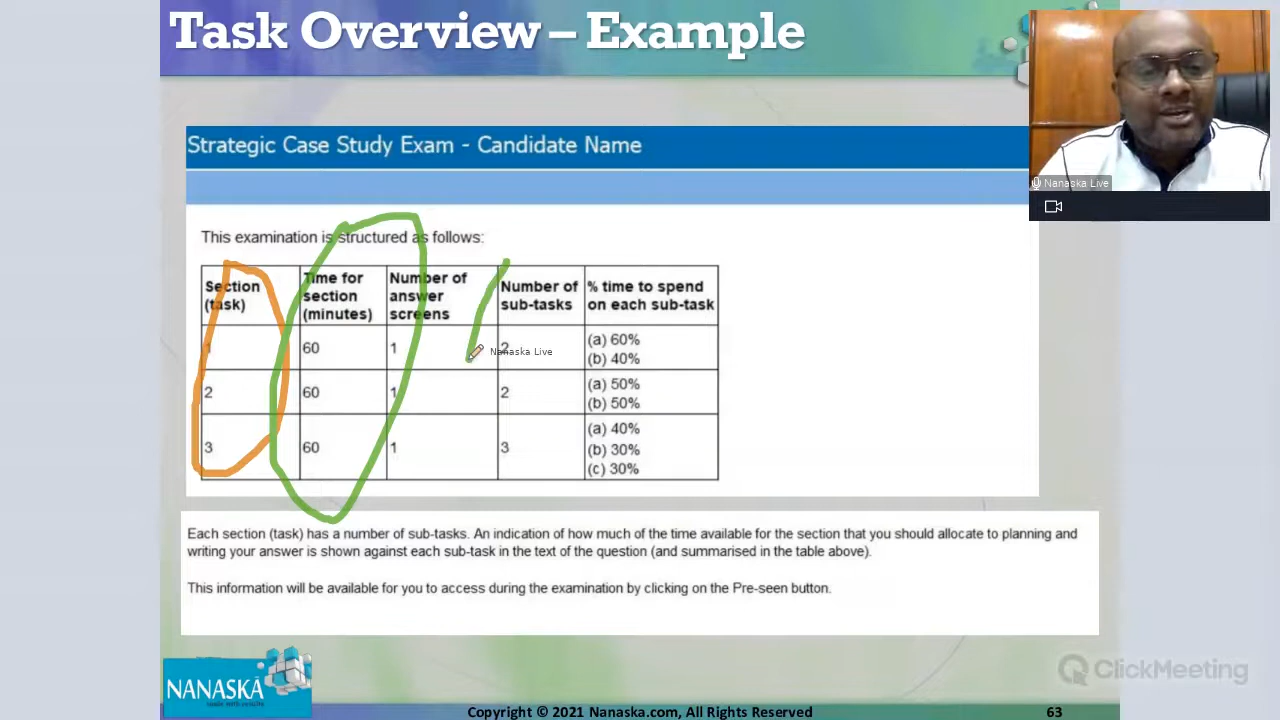 Task Overview – Example
Strategic Case Study Exam - Candidate Name
Nanaska Live
This examination is structured as follows:
Section (task)
Time for section (minutes)
Number of answer screens
Number of sub-tasks
% time to spend on each sub-task
1
60
1
2
(a) 60%
(b) 40%
Nanaska Live
2
60
1
2
(a) 50%
(b) 50%
3
60
1
3
(a) 40%
(b) 30%
(c) 30%
Each section (task) has a number of sub-tasks. An indication of how much of the time available for the section that you should allocate to planning and
writing your answer is shown against each sub-task in the text of the question (and summarised in the table above).
This information will be available for you to access during the examination by clicking on the Pre-seen button.
NANASKA
made with results
ClickMeeting
Copyright © 2021 Nanaska.com, All Rights Reserved
63